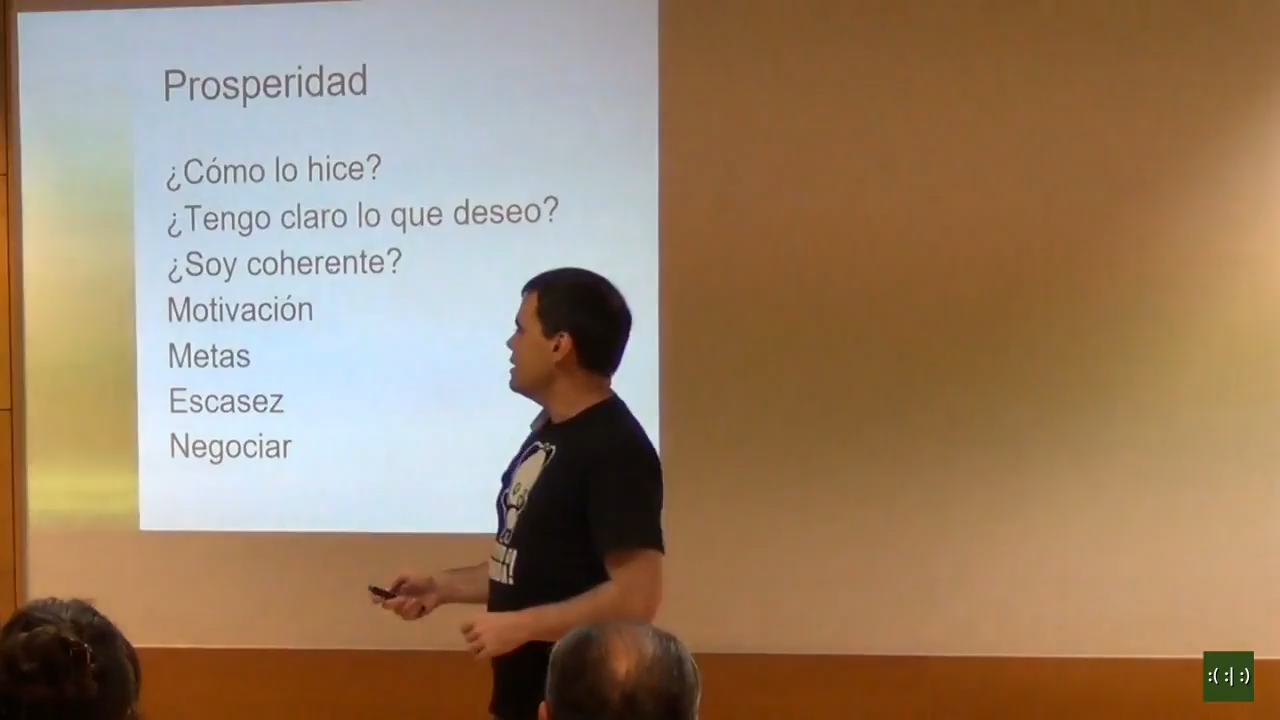 Prosperidad
¿Cómo lo hice?
¿Tengo claro lo que deseo?
¿Soy coherente?
Motivación
Metas
Escasez
Negociar
:( :| :)